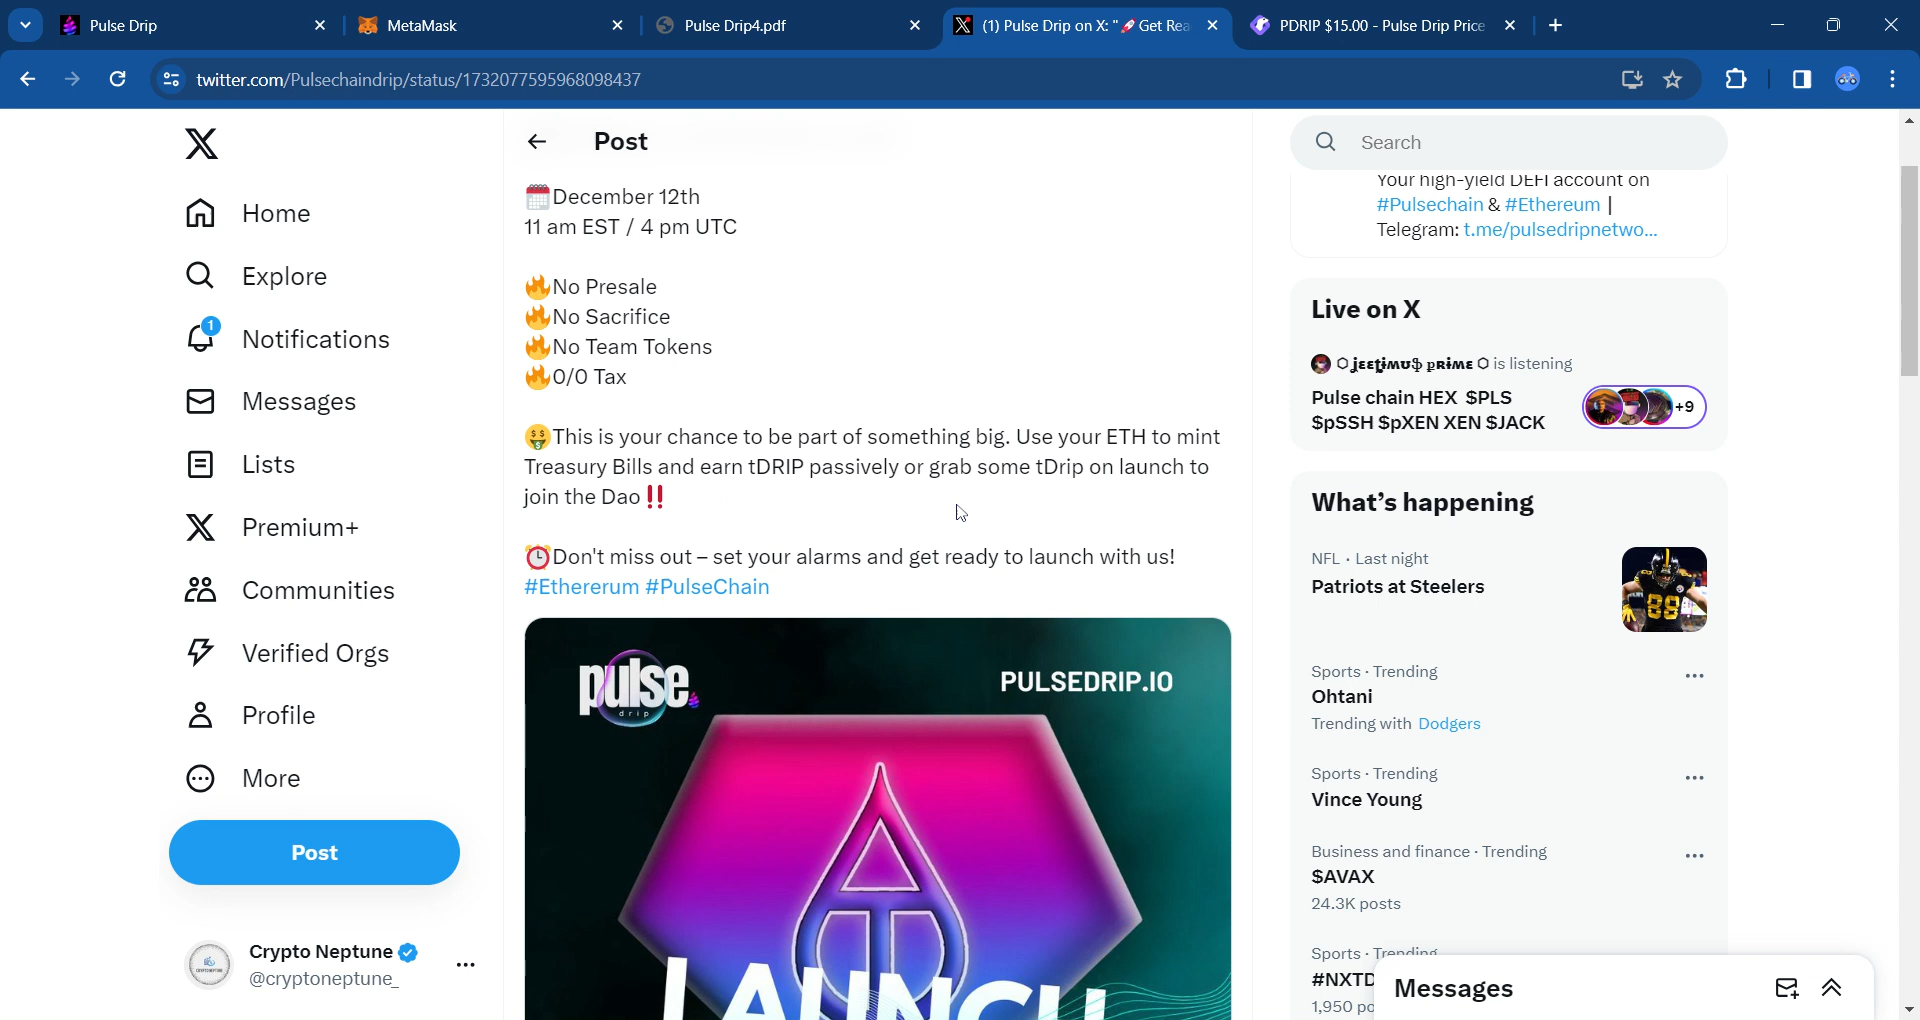 Pulse Drip
MetaMask
Pulse Drip4.pdf
(1) Pulse Drip on X: "🚀Get Rea
PDRIP $15.00 - Pulse Drip Price
twitter.com/Pulsechaindrip/status/1732077595968098437
Home
Explore
1
Notifications
Messages
Lists
Premium+
Communities
Verified Orgs
Profile
More
Post
Crypto Neptune
@cryptoneptune_
Post
🗓️December 12th
11 am EST / 4 pm UTC
🔥No Presale
🔥No Sacrifice
🔥No Team Tokens
🔥0/0 Tax
🤑This is your chance to be part of something big. Use your ETH to mint
Treasury Bills and earn tDRIP passively or grab some tDrip on launch to
join the Dao‼️
⏰Don't miss out – set your alarms and get ready to launch with us!
#Ethererum #PulseChain
pulse
drip
PULSEDRIP.IO
LAUNCH
Search
Your high-yield DEFI account on
#Pulsechain & #Ethereum |
Telegram: t.me/pulsedripnetwo...
Live on X
is listening
Pulse chain HEX $PLS
$pSSH $pXEN XEN $JACK
+9
What's happening
NFL · Last night
Patriots at Steelers
Sports · Trending
Ohtani
Trending with Dodgers
Sports · Trending
Vince Young
Business and finance · Trending
$AVAX
24.3K posts
Sports · Trending
#NXTD
1,950 po
Messages